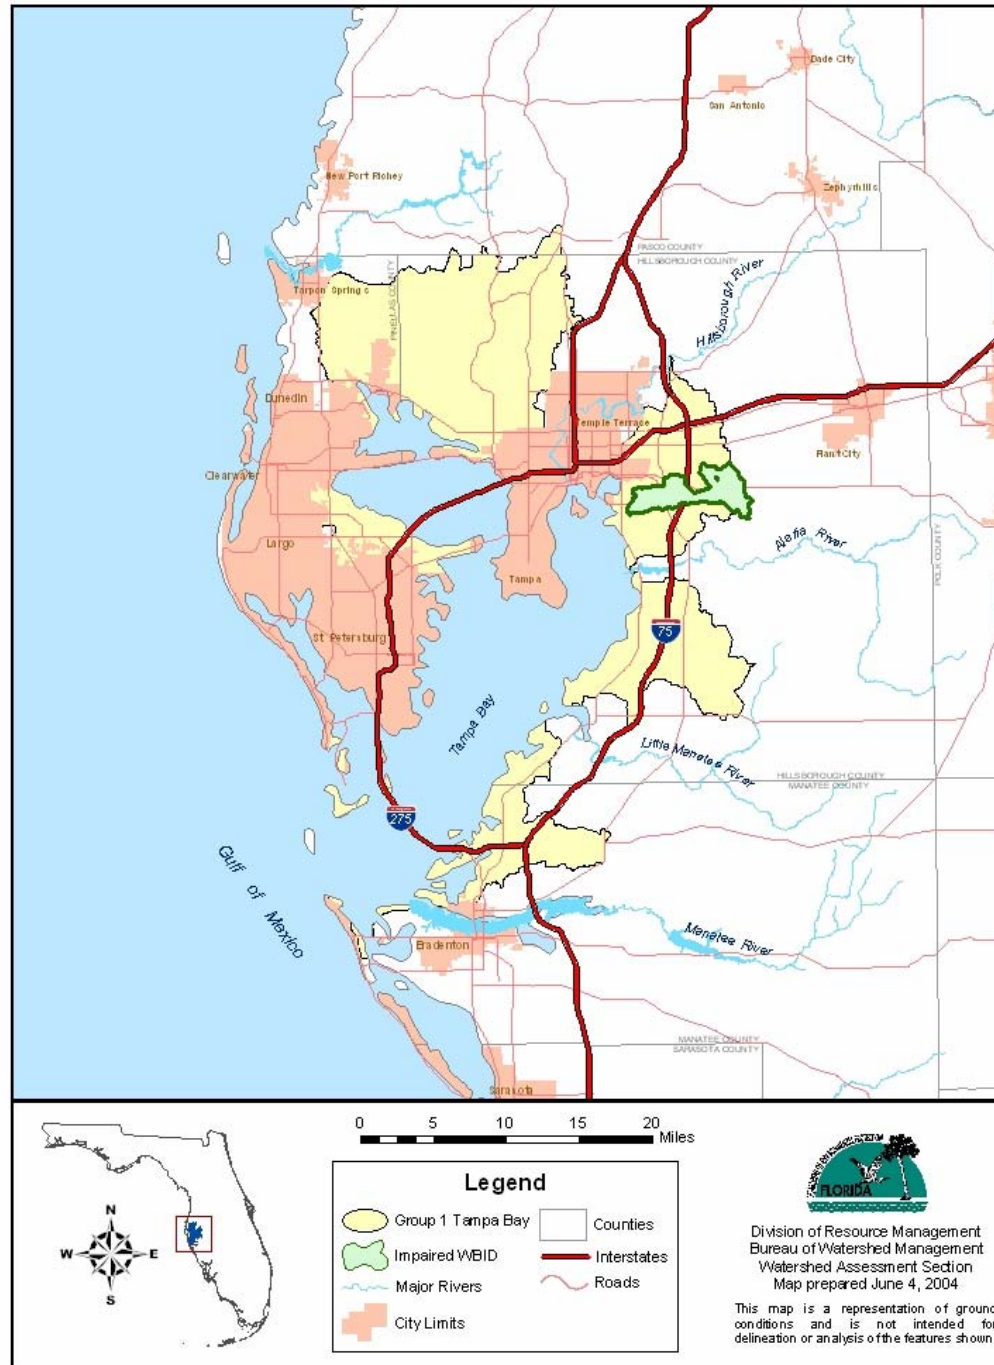 Dade City
San Antonio
New Port Richey
Zephyrhills
PASCO COUNTY
HILLSBOROUGH COUNTY
Hillsborough River
Tarpon Springs
PINELLAS COUNTY
Dunedin
Temple Terrace
Plant City
Clearwater
Largo
Alafia River
POLK COUNTY
Tampa
St. Petersburg
75
Tampa Bay
Little Manatee River
HILLSBOROUGH COUNTY
MANATEE COUNTY
275
Gulf of Mexico
Manatee River
Bradenton
MANATEE COUNTY
SARASOTA COUNTY
Sarasota
0 5 10 15 20
Miles
N
W E
S
Legend
Group 1 Tampa Bay
Counties
Impaired WBID
Interstates
Major Rivers
Roads
City Limits
FLORIDA
Division of Resource Management
Bureau of Watershed Management
Watershed Assessment Section
Map prepared June 4, 2004
This map is a representation of ground
conditions and is not intended for
delineation or analysis of the features shown